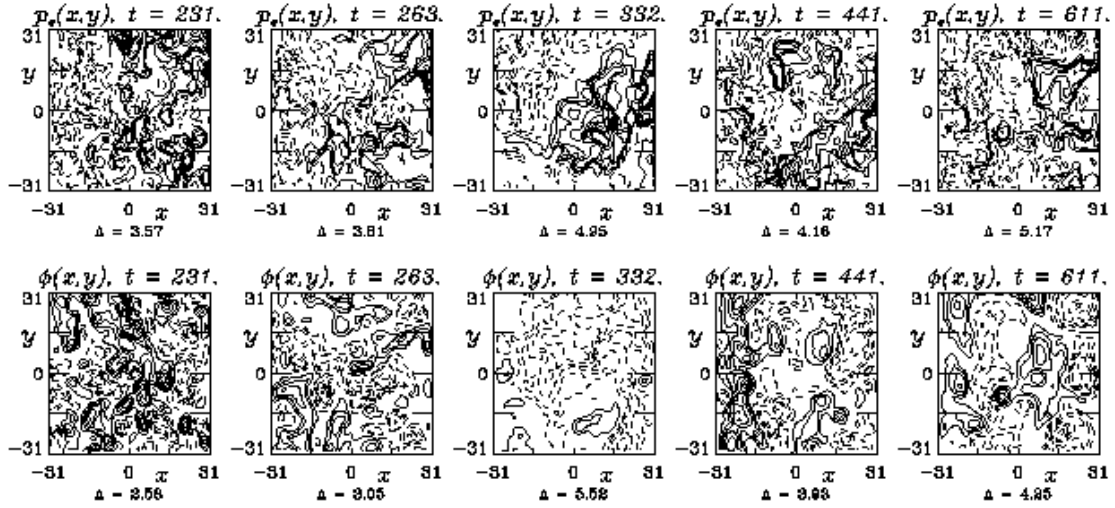 p_e(x,y), t = 231. p_e(x,y), t = 263. p_e(x,y), t = 332. p_e(x,y), t = 441. p_e(x,y), t = 611.
31 31 31 31 31
y y y y y
0 0 0 0 0
−31 −31 −31 −31 −31
−31 0 x 31 −31 0 x 31 −31 0 x 31 −31 0 x 31 −31 0 x 31
Δ = 3.57 Δ = 3.81 Δ = 4.95 Δ = 4.16 Δ = 5.17
ϕ(x,y), t = 231. ϕ(x,y), t = 263. ϕ(x,y), t = 332. ϕ(x,y), t = 441. ϕ(x,y), t = 611.
31 31 31 31 31
y y y y y
0 0 0 0 0
−31 −31 −31 −31 −31
−31 0 x 31 −31 0 x 31 −31 0 x 31 −31 0 x 31 −31 0 x 31
Δ = 2.58 Δ = 3.05 Δ = 5.52 Δ = 3.93 Δ = 4.25